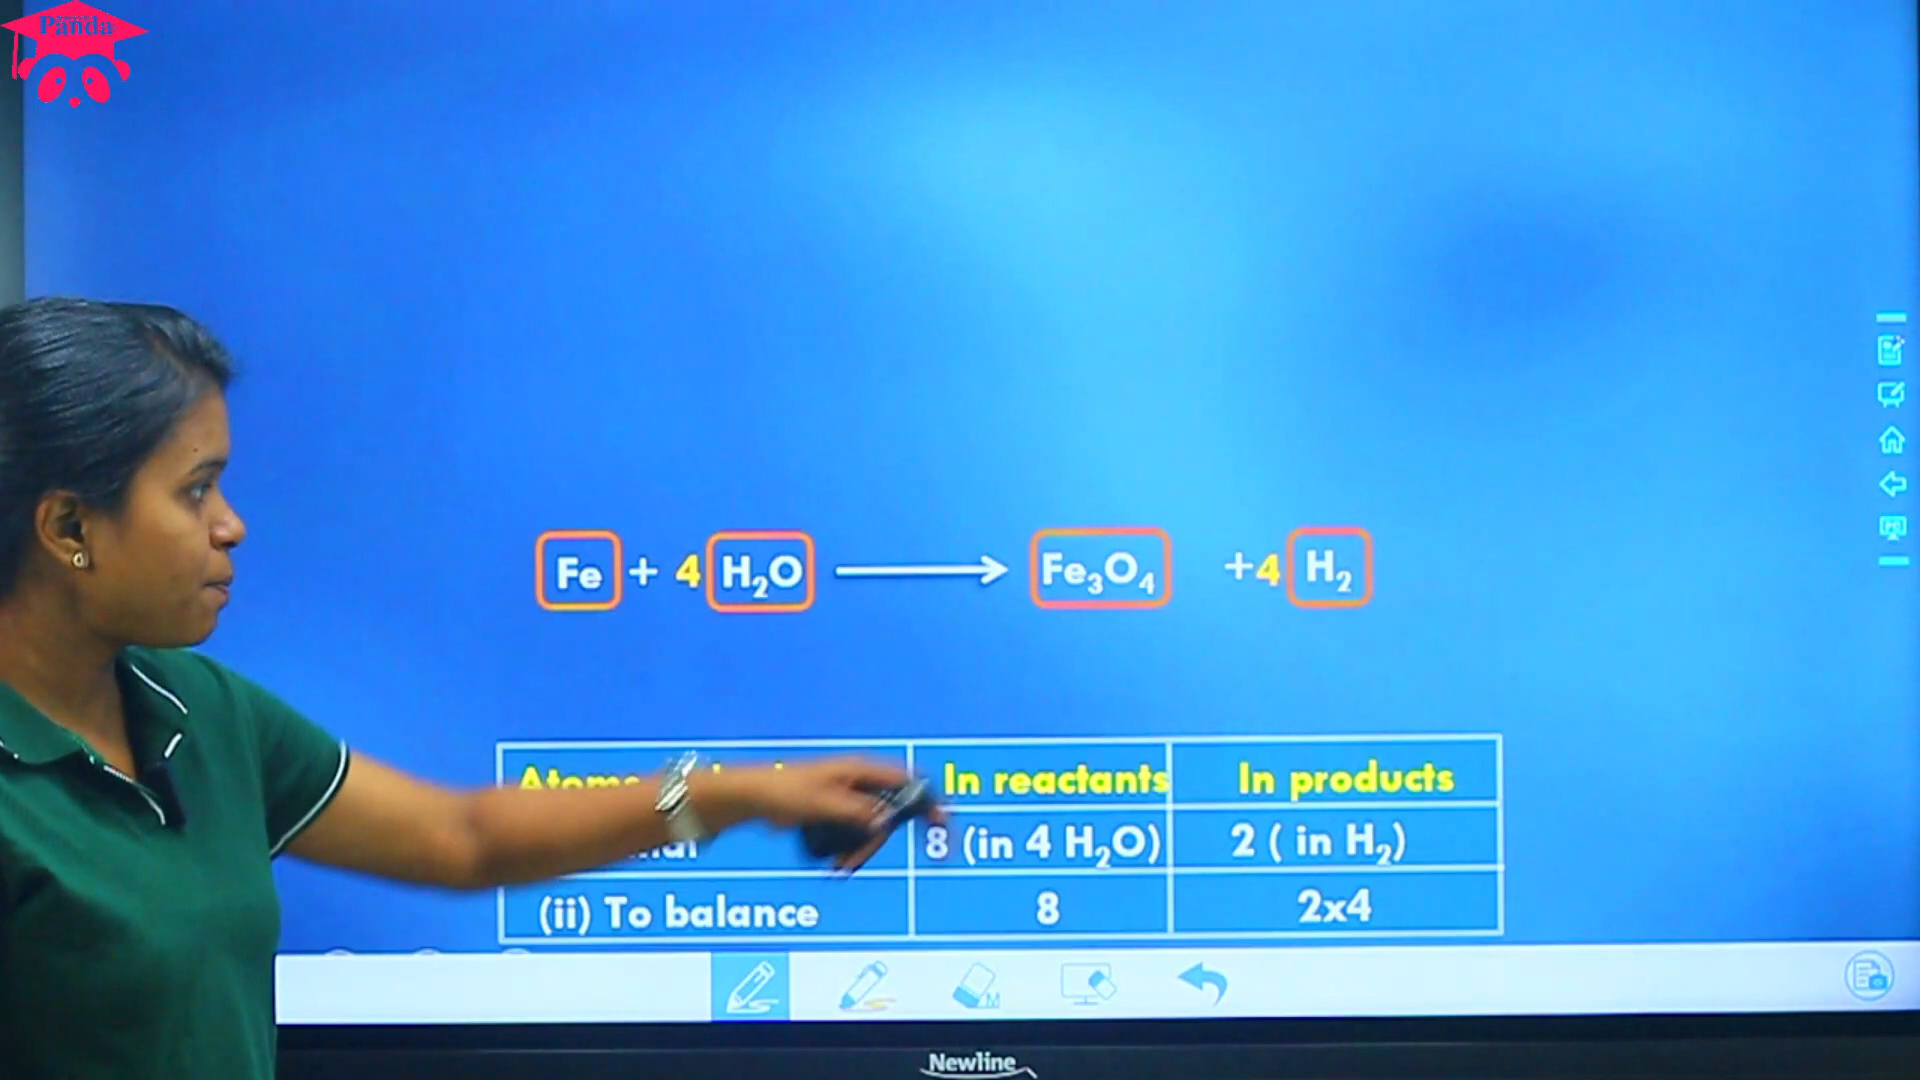 Panda
Fe + 4 H₂O ⟶ Fe₃O₄ +4 H₂
In reactants In products
8 (in 4 H₂O) 2 ( in H₂)
(ii) To balance 8 2x4
M
PC
Newline